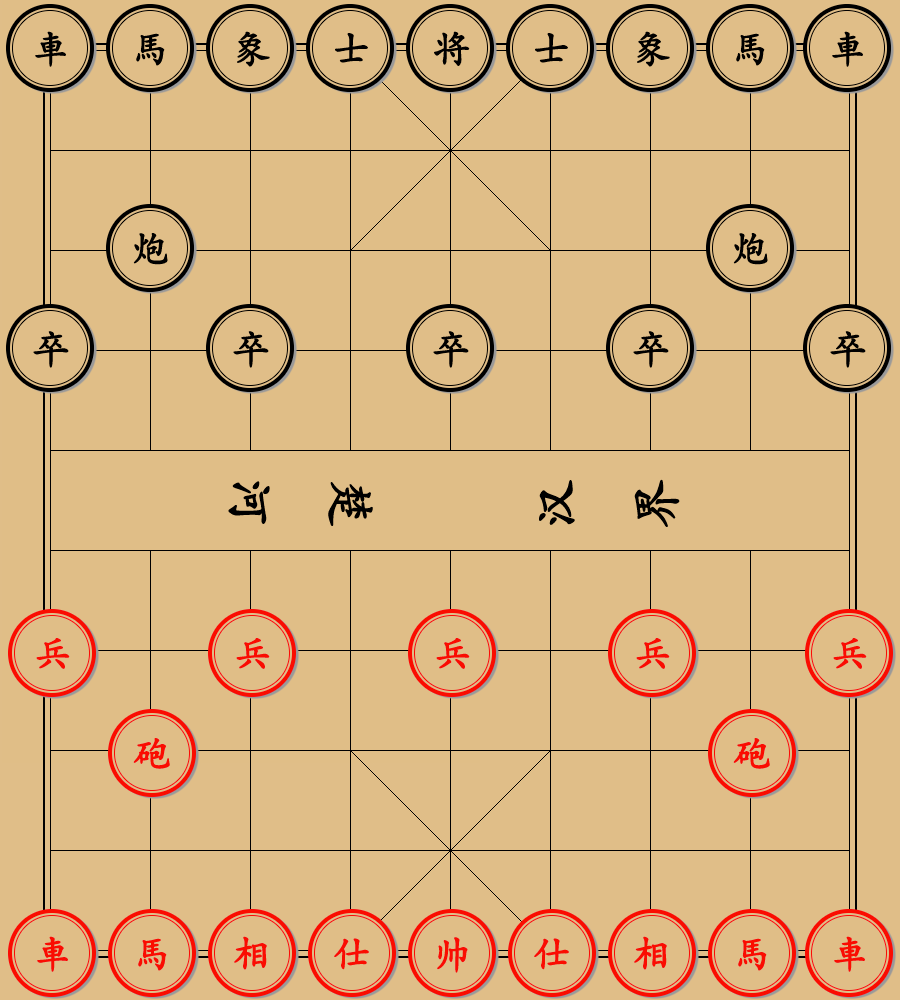 車馬象士将士象馬車
炮炮
卒卒卒卒卒
河楚汉界
兵兵兵兵兵
砲砲
車馬相仕帅仕相馬車